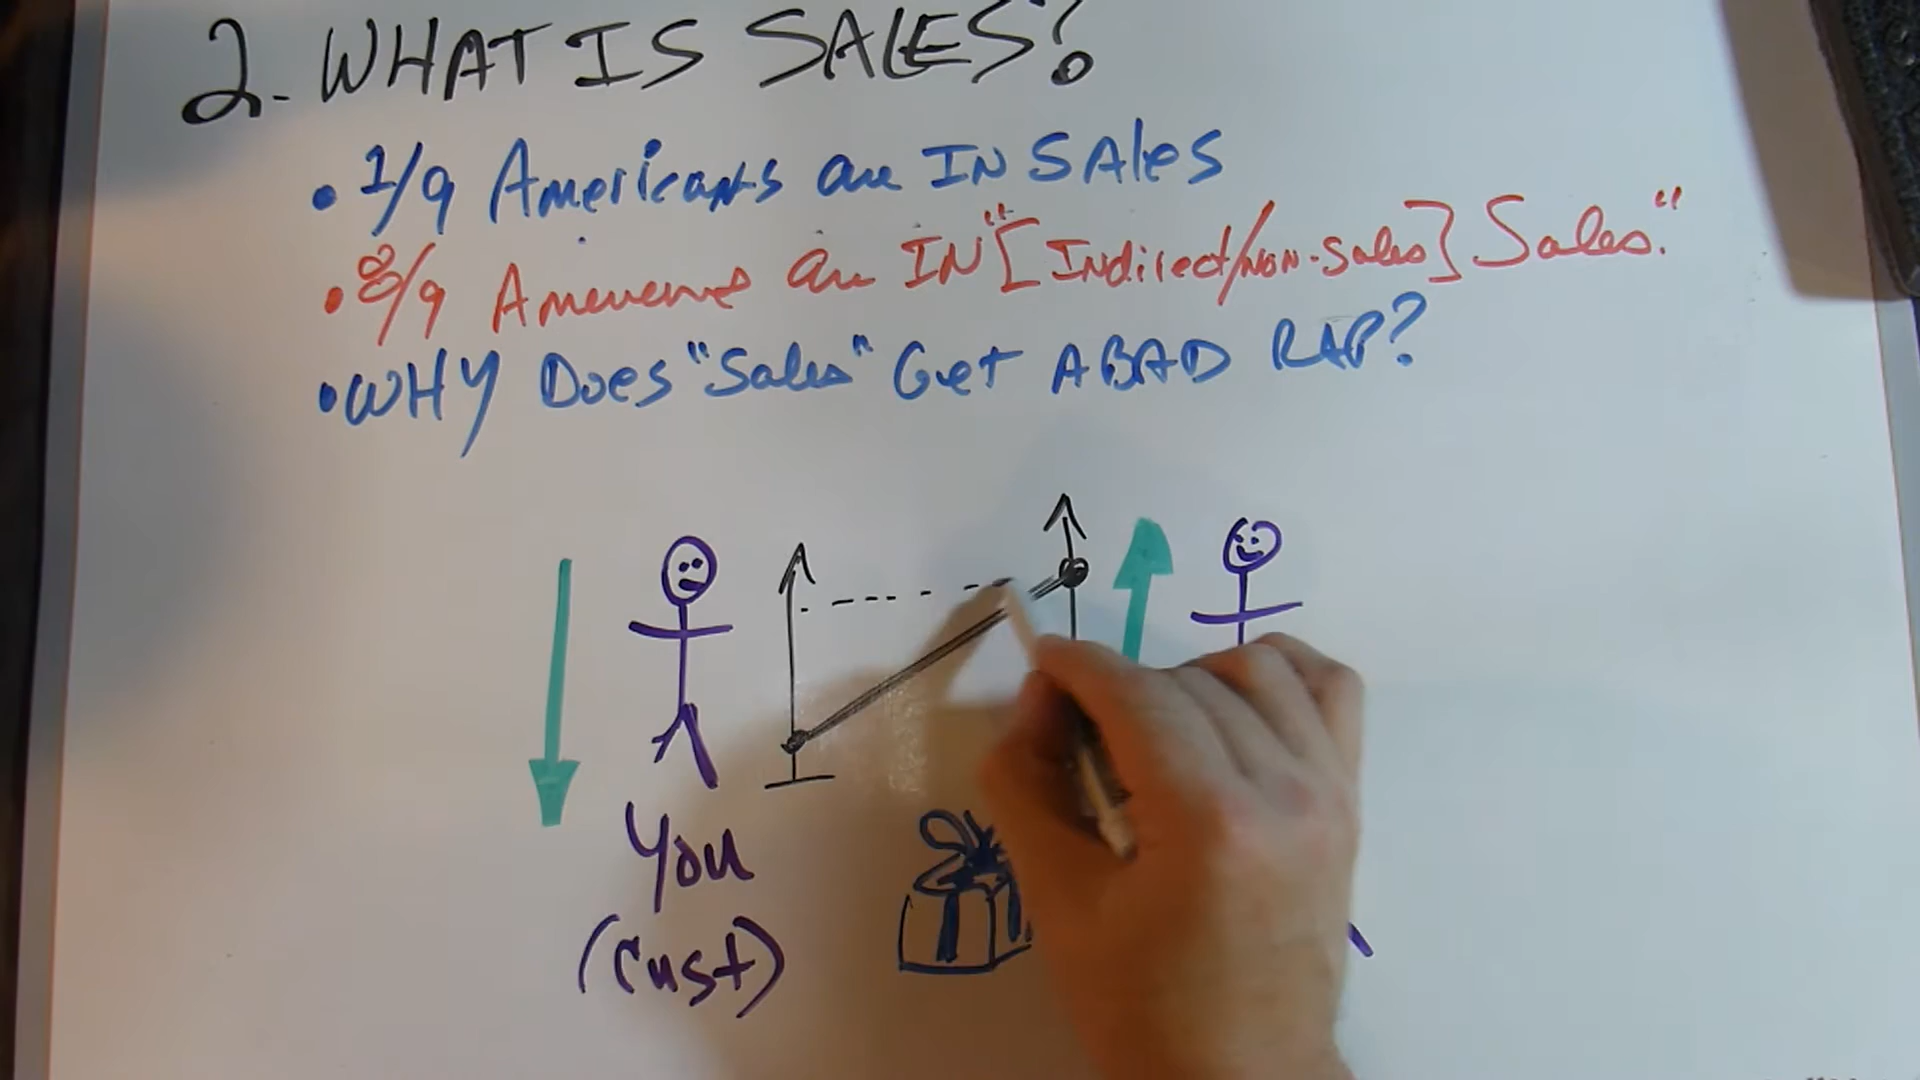 2. WHAT IS SALES?
• 1/9 Americans are IN SAles
• 8/9 Are IN "[Indirect/Non-Sales] Sales."
• WHY Does "Sales" Get A BAD RAP?
You
(Cust)